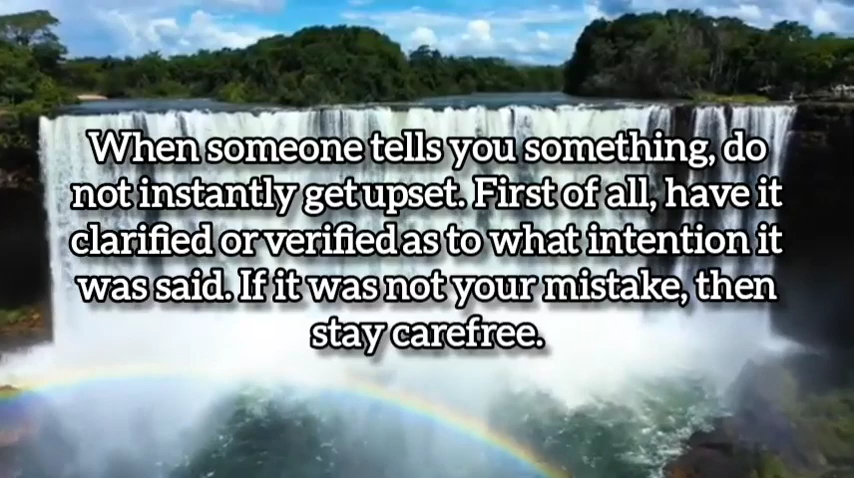 When someone tells you something, do
not instantly get upset. First of all, have it
clarified or verified as to what intention it
was said. If it was not your mistake, then
stay carefree.